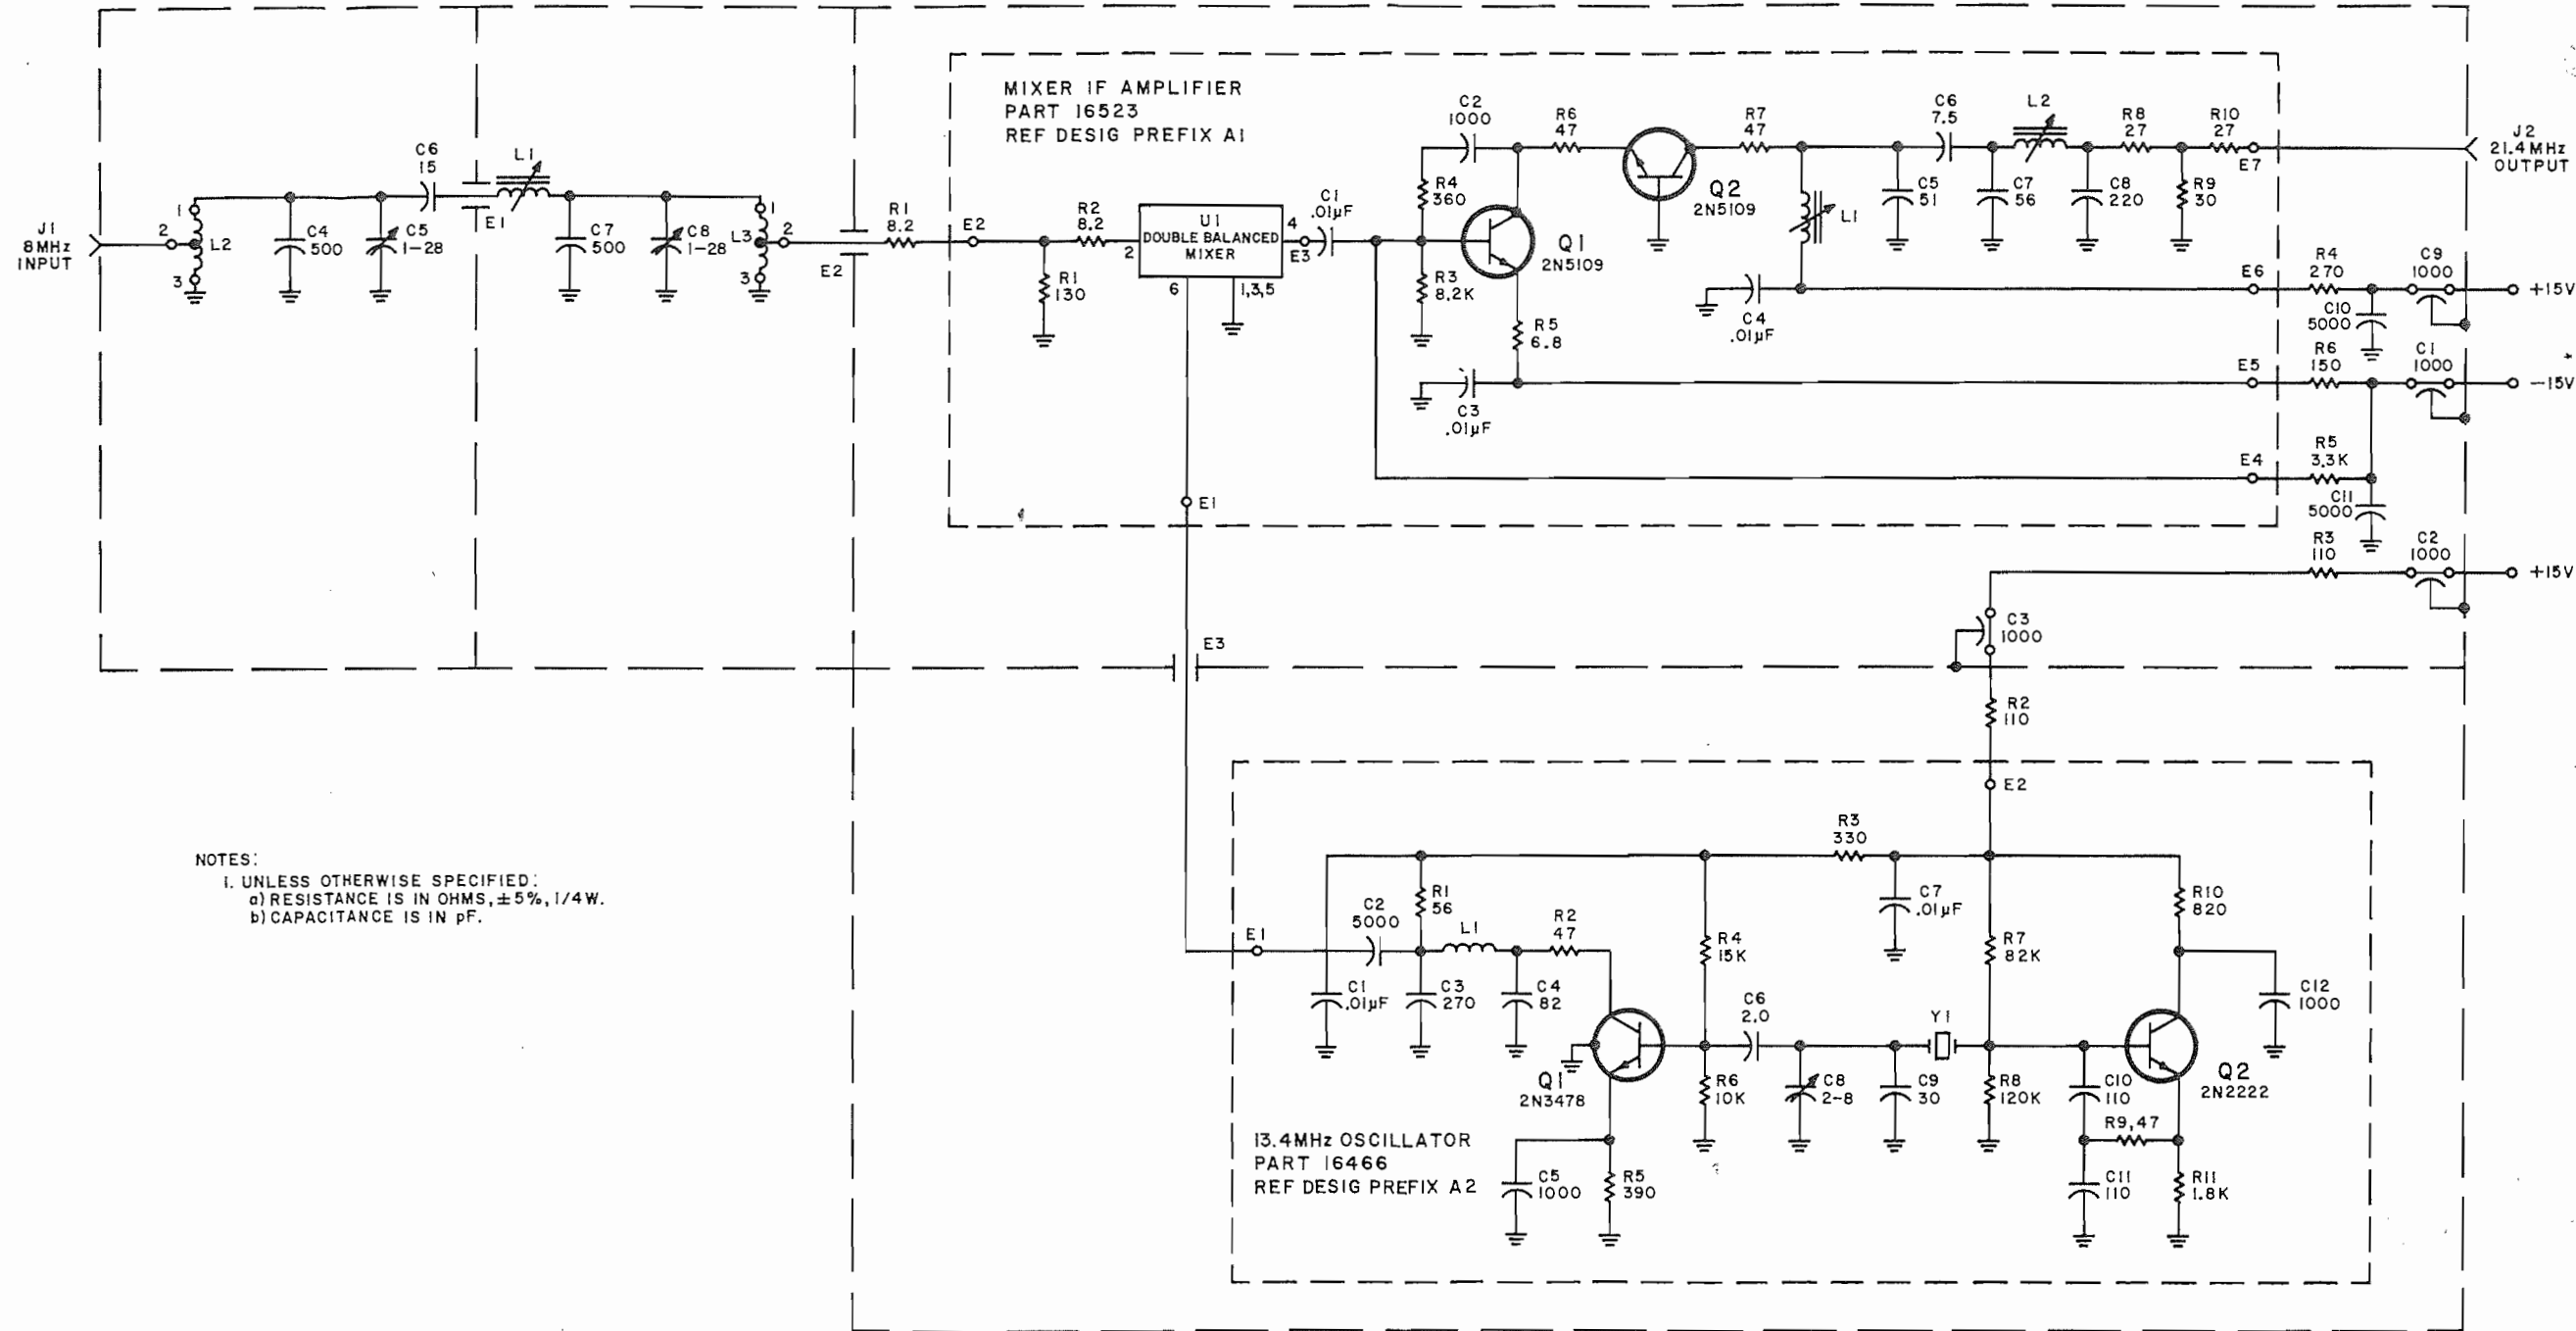 MIXER IF AMPLIFIER
PART 16523
REF DESIG PREFIX A1
J1
8MHz
INPUT
2
1
3
L2
C4
500
C5
1-28
C6
15
E1
L1
C7
500
C8
1-28
L3
1
2
3
E2
R1
8.2
E2
R1
130
R2
8.2
2
U1
DOUBLE BALANCED
MIXER
4
E3
6
1,3,5
C1
.01µF
C2
1000
R4
360
R3
8.2K
R6
47
Q1
2N5109
R5
6.8
C3
.01µF
Q2
2N5109
R7
47
L1
C4
.01µF
C5
51
C6
7.5
C7
56
L2
C8
220
R8
27
R9
30
R10
27
E7
J2
21.4MHz
OUTPUT
E6
R4
270
C9
1000
+15V
C10
5000
E5
R6
150
C1
1000
-15V
E4
R5
3.3K
C11
5000
R3
110
C2
1000
+15V
E1
E3
C3
1000
R2
110
E2
NOTES:
1. UNLESS OTHERWISE SPECIFIED:
a) RESISTANCE IS IN OHMS, ±5%, 1/4W.
b) CAPACITANCE IS IN pF.
E1
C2
5000
C1
.01µF
R1
56
C3
270
L1
C4
82
R2
47
R3
330
R4
15K
C7
.01µF
R7
82K
R10
820
C12
1000
Q1
2N3478
C6
2.0
R6
10K
C8
2-8
C9
30
Y1
R8
120K
C10
110
Q2
2N2222
R9,47
C11
110
R11
1.8K
C5
1000
R5
390
13.4MHz OSCILLATOR
PART 16466
REF DESIG PREFIX A2